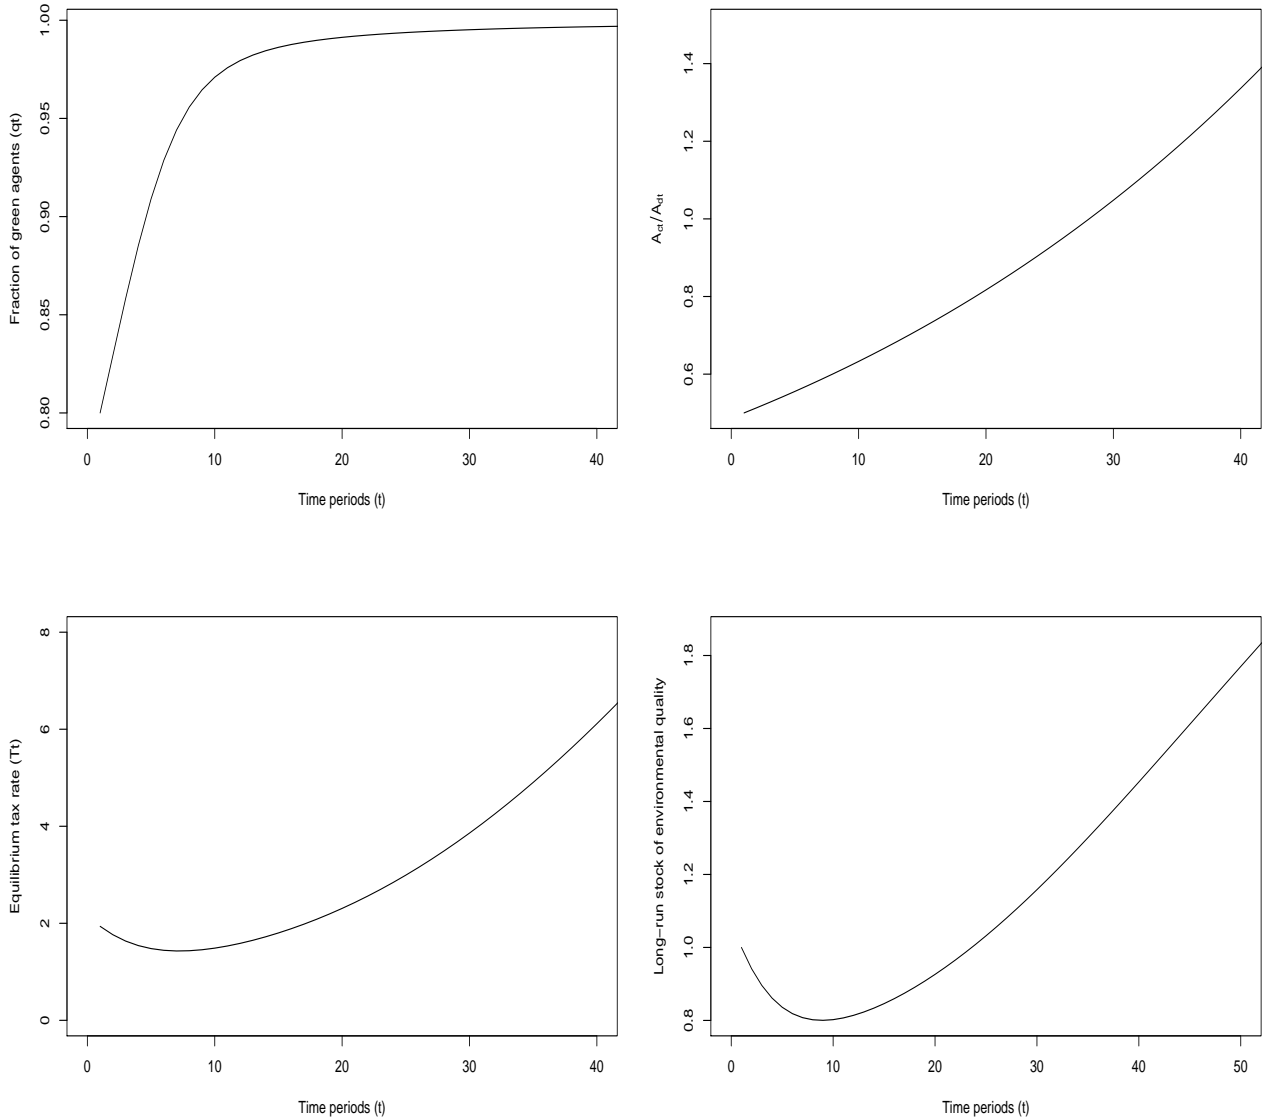 Fraction of green agents (qt)
1.00
0.95
0.90
0.85
0.80
0 10 20 30 40
Time periods (t)
Act/Adt
1.4
1.2
1.0
0.8
0.6
0 10 20 30 40
Time periods (t)
Equilibrium tax rate (Tt)
8
6
4
2
0
0 10 20 30 40
Time periods (t)
Long−run stock of environmental quality
1.8
1.6
1.4
1.2
1.0
0.8
0 10 20 30 40 50
Time periods (t)